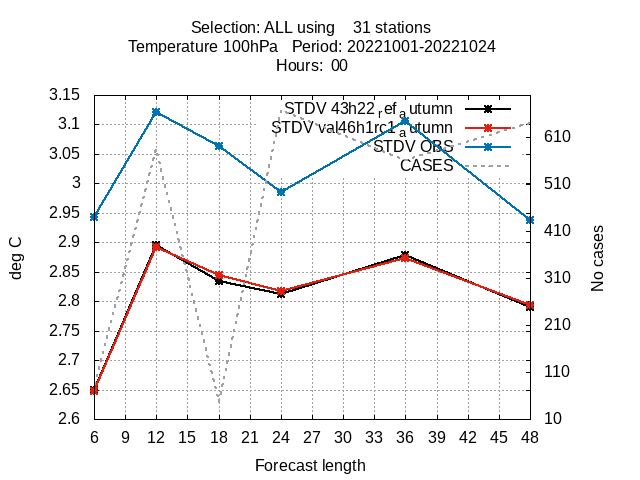 Selection: ALL using    31 stations
Temperature 100hPa   Period: 20221001-20221024
Hours:  00
STDV 43h22_ref_autumn
STDV val46h1rc1_autumn
STDV OBS
CASES
3.15
3.1
3.05
3
2.95
2.9
2.85
2.8
2.75
2.7
2.65
2.6
deg C
610
510
410
310
210
110
10
No cases
6 9 12 15 18 21 24 27 30 33 36 39 42 45 48
Forecast length